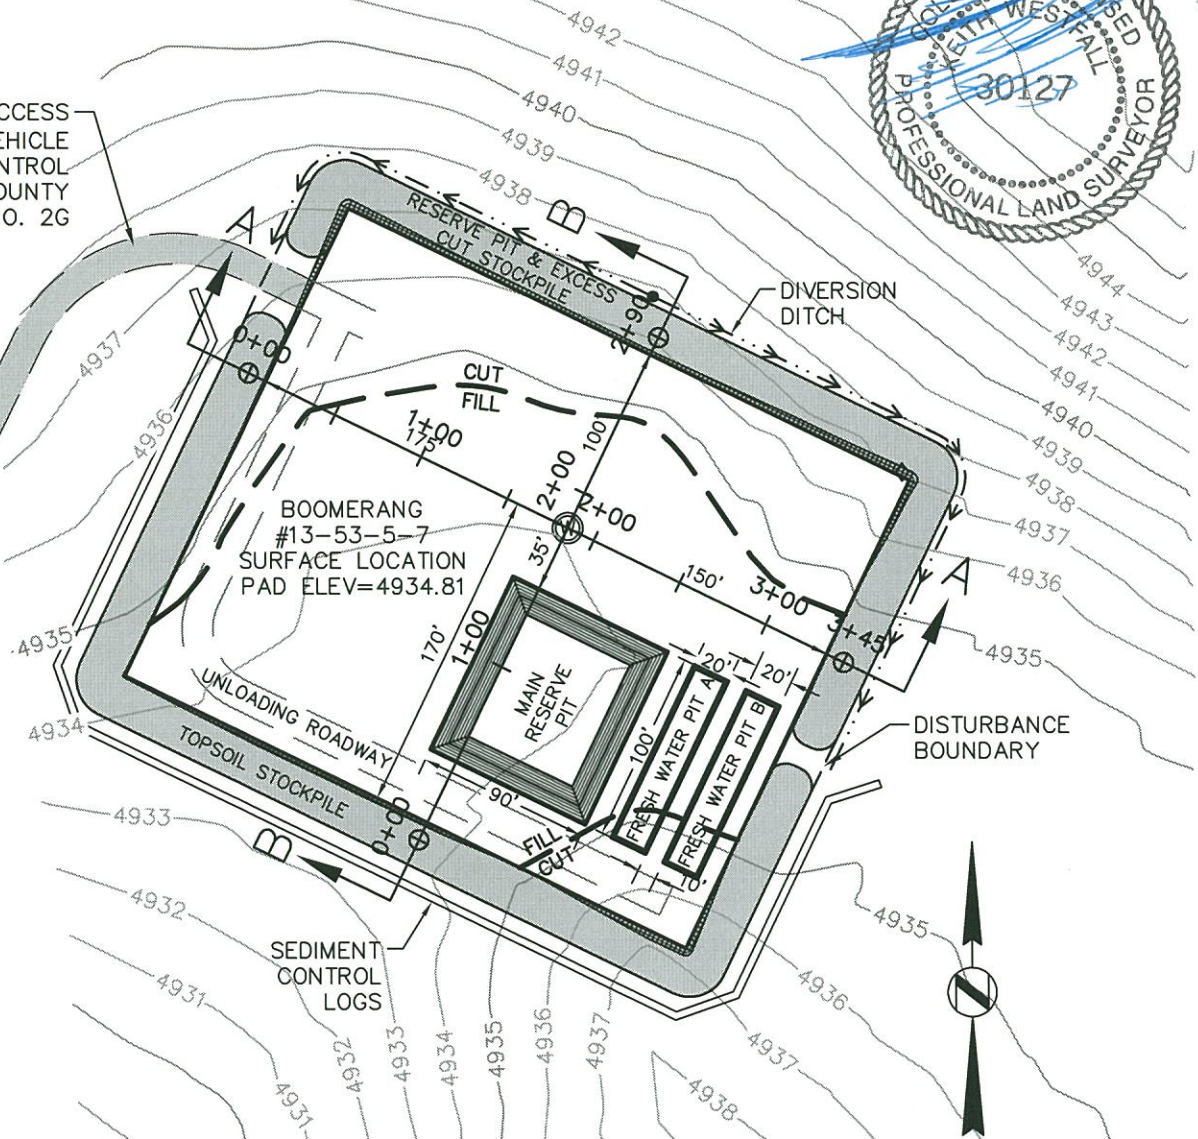 4942
4941
4940
4939
4938
KEITH WESTFALL
30127
PROFESSIONAL LAND SURVEYOR
CCESS
EHICLE
NTROL
OUNTY
O. 2G
A
B
RESERVE PIT & EXCESS
CUT STOCKPILE
2+90
DIVERSION
DITCH
4944
4943
4942
4941
4940
4939
4938
4937
4936
4935
4937
4936
0+00
CUT
FILL
1+00
175'
100'
2+00
2+00
35'
150'
3+00
3+45
A
BOOMERANG
#13-53-5-7
SURFACE LOCATION
PAD ELEV=4934.81
4935
4934
1+00
170'
MAIN
RESERVE
PIT
20'
20'
100'
FRESH WATER PIT A
FRESH WATER PIT B
90'
10'
UNLOADING ROADWAY
TOPSOIL STOCKPILE
0+00
B
FILL
CUT
DISTURBANCE
BOUNDARY
SEDIMENT
CONTROL
LOGS
4933
4932
4931
4931
4932
4933
4934
4935
4936
4937
4938
4937
4936
4935
N